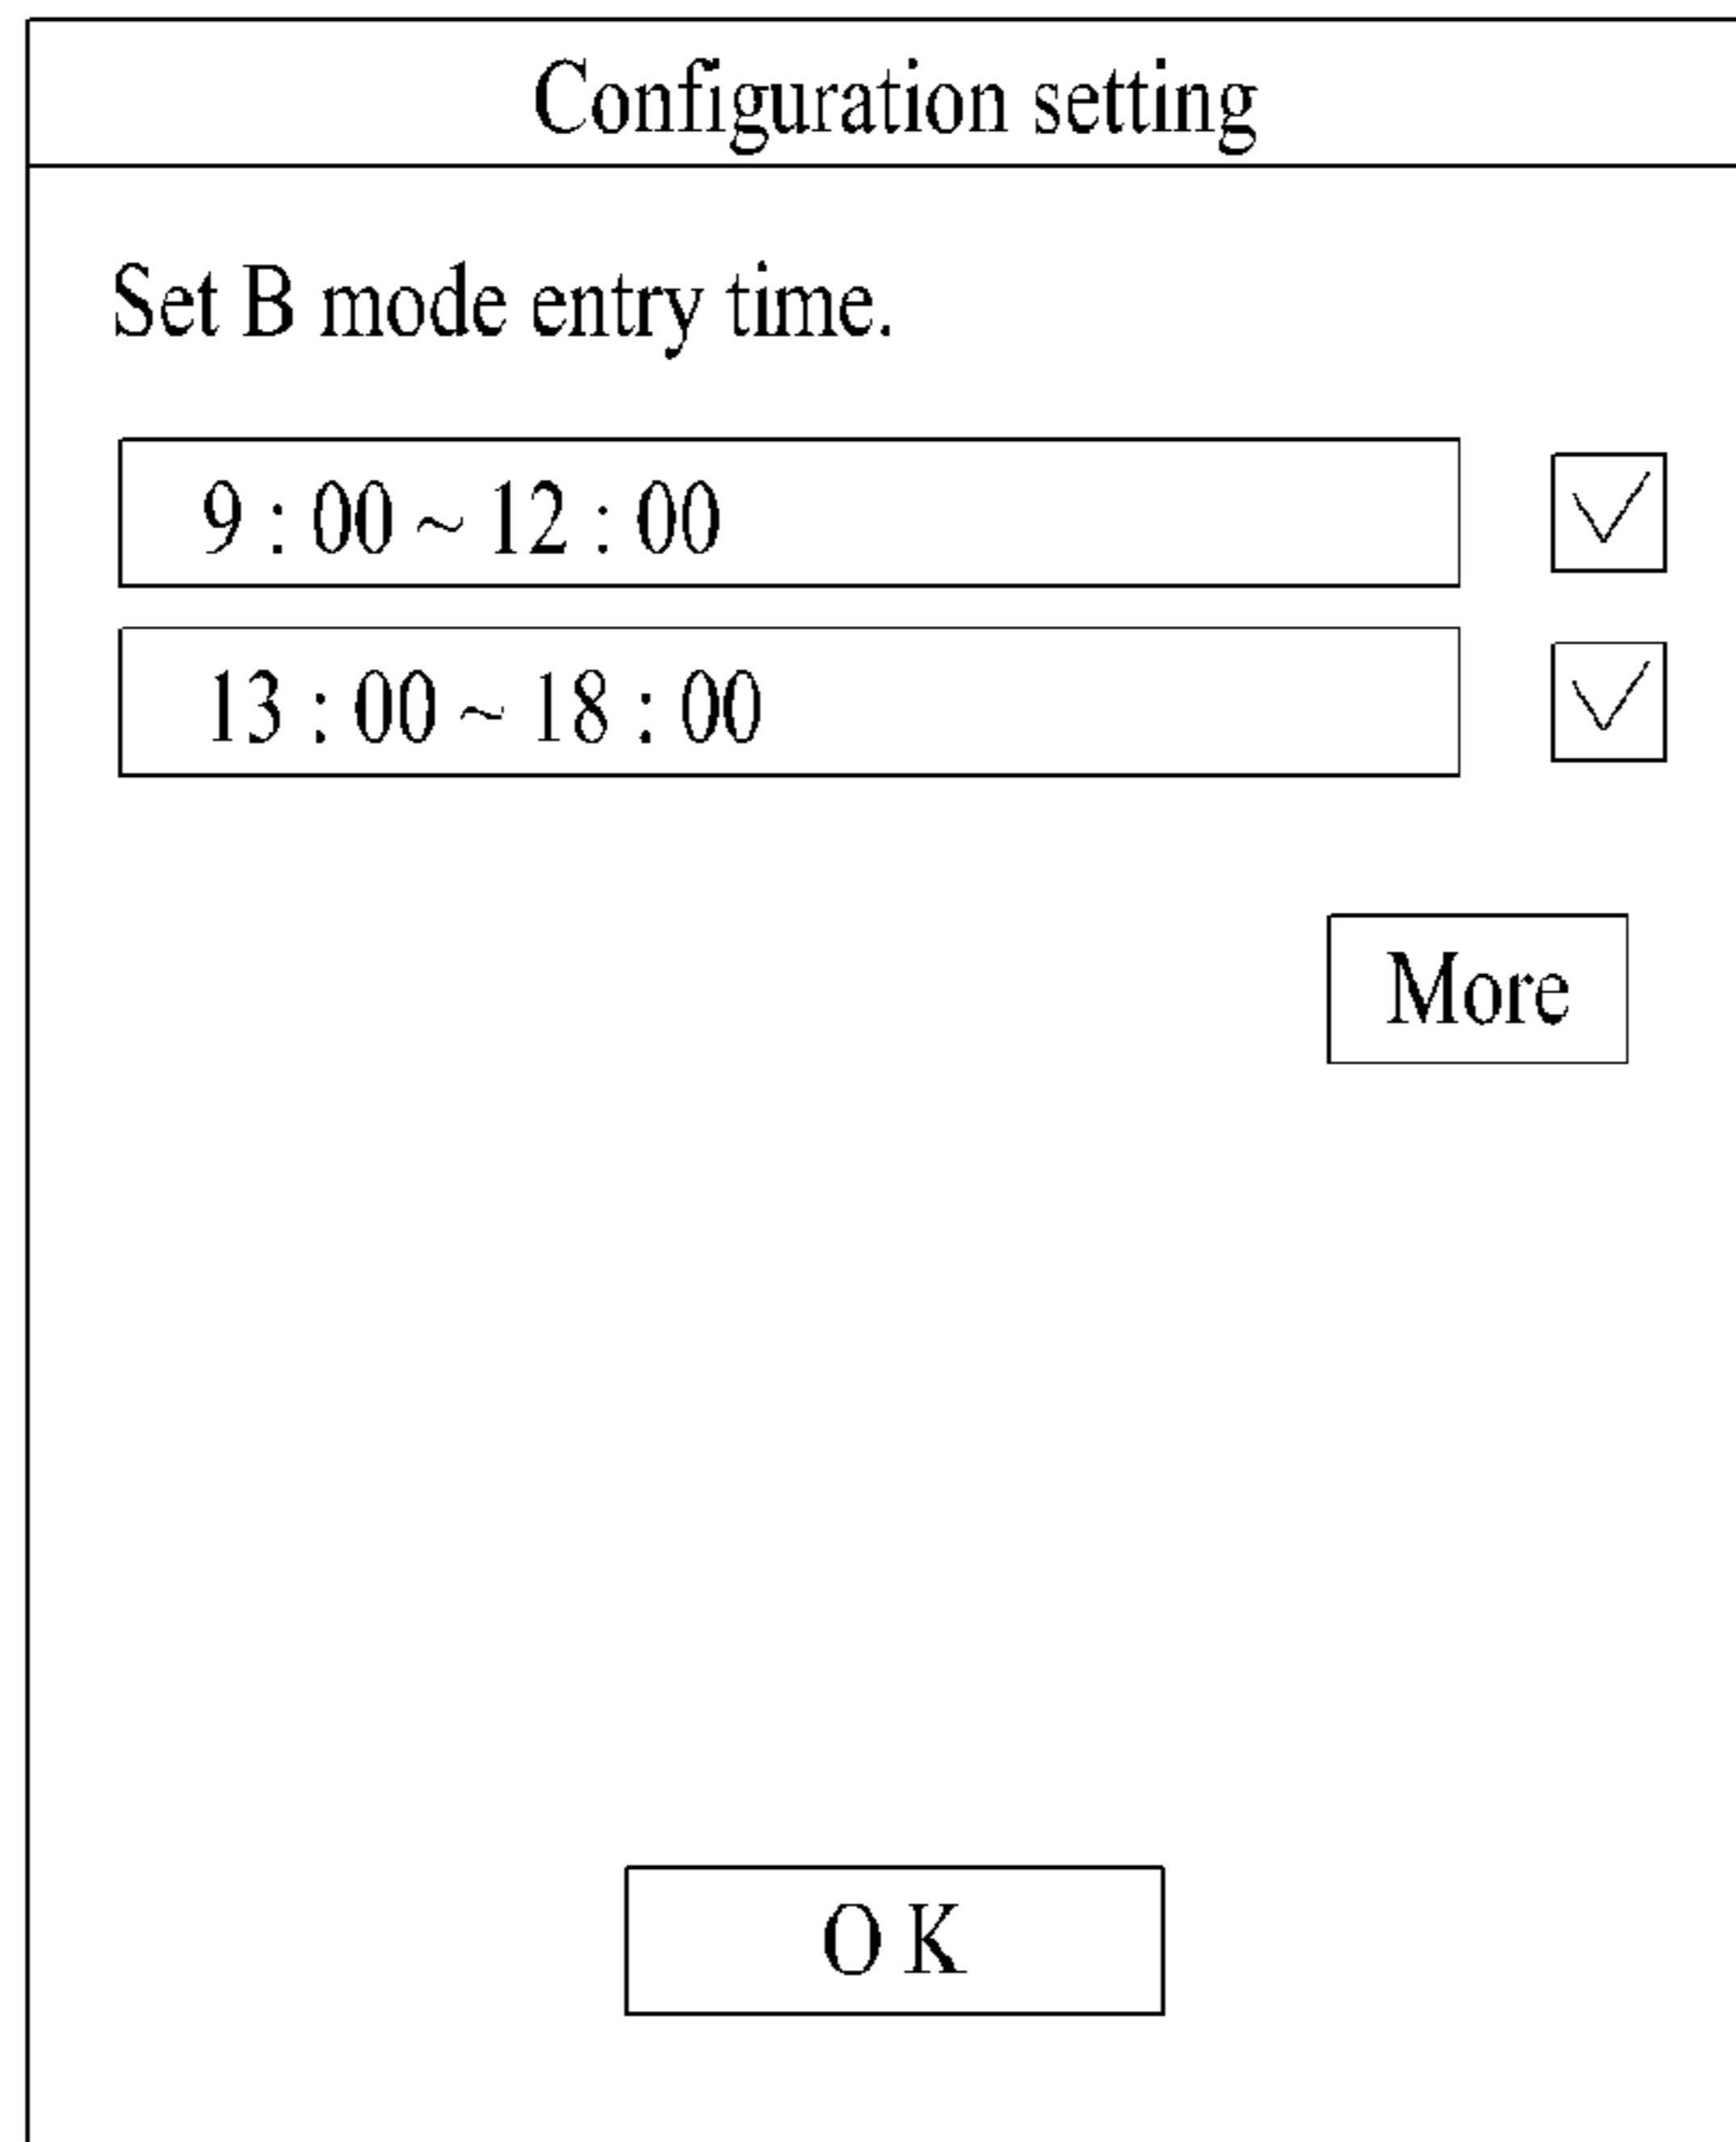 Configuration setting
Set B mode entry time.
9 : 00 ~ 12 : 00
13 : 00 ~ 18 : 00
More
O K